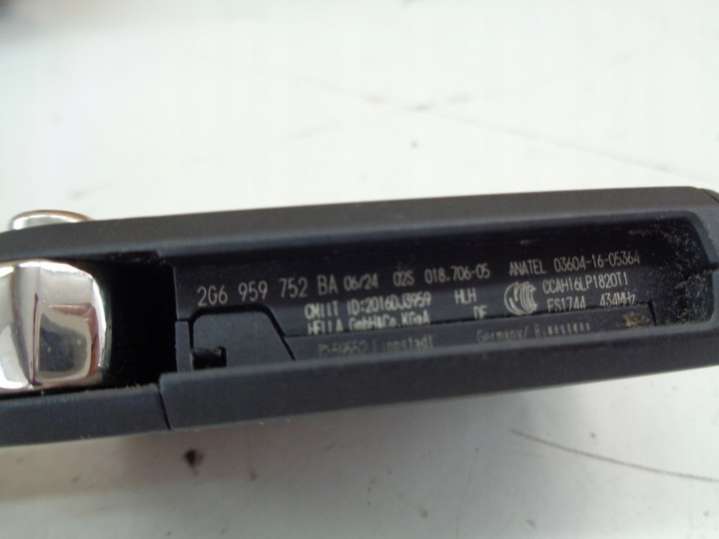 2G6 959 752 BA 06/24 02S 018.706-05 ANATEL 03604-16-05364
CMIIT ID:2016DJ3959 HLH CCAH16LP1820T1
HELLA GmbH&Co.KGaA DE FS1744 434MHz
Germany/